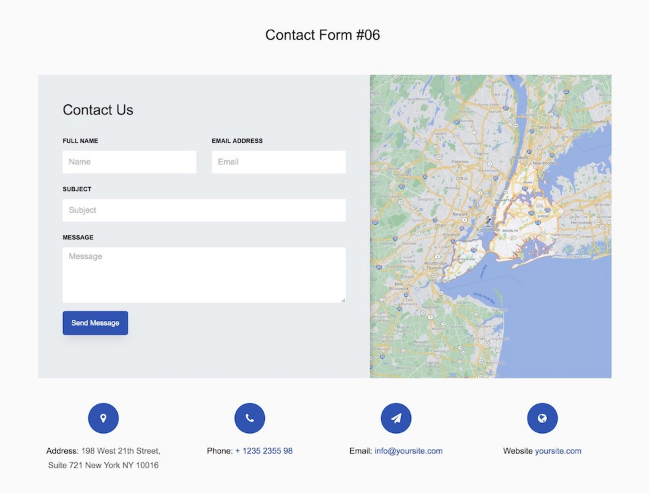 Contact Form #06
Contact Us
FULL NAME
EMAIL ADDRESS
Name
Email
SUBJECT
Subject
MESSAGE
Message
Send Message
Address: 198 West 21th Street,
Suite 721 New York NY 10016
Phone: + 1235 2355 98
Email: info@yoursite.com
Website yoursite.com